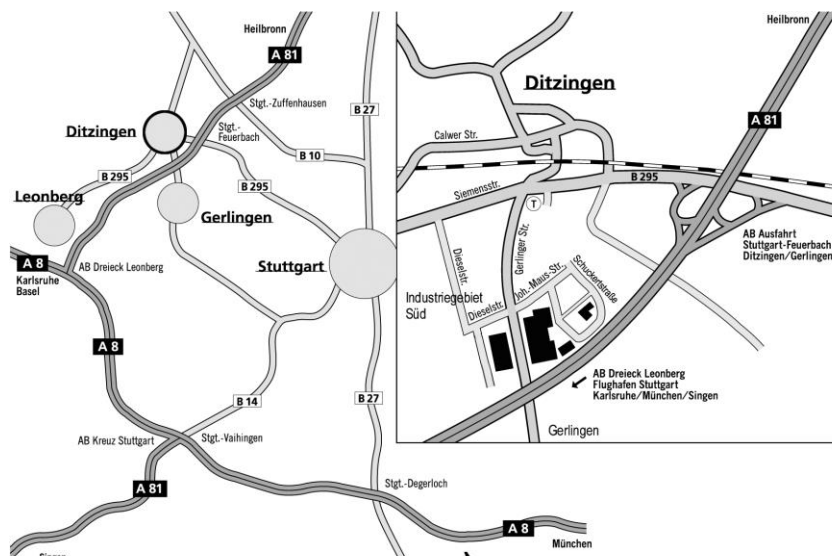 Heilbronn
A 81
Stgt.-Zuffenhausen
B 27
Ditzingen
Stgt.-
Feuerbach
B 10
B 295
B 295
Leonberg
Gerlingen
Stuttgart
A 8
Karlsruhe
Basel
AB Dreieck Leonberg
A 8
B 14
B 27
AB Kreuz Stuttgart
Stgt.-Vaihingen
A 81
Stgt.-Degerloch
A 8
München
Heilbronn
Ditzingen
A 81
Calwer Str.
B 295
Siemensstr.
T
AB Ausfahrt
Stuttgart-Feuerbach
Ditzingen/Gerlingen
Dieselstr.
Gerlinger Str.
Schuckertstraße
Joh.-Maus-Str.
Dieselstr.
Industriegebiet
Süd
AB Dreieck Leonberg
Flughafen Stuttgart
Karlsruhe/München/Singen
Gerlingen